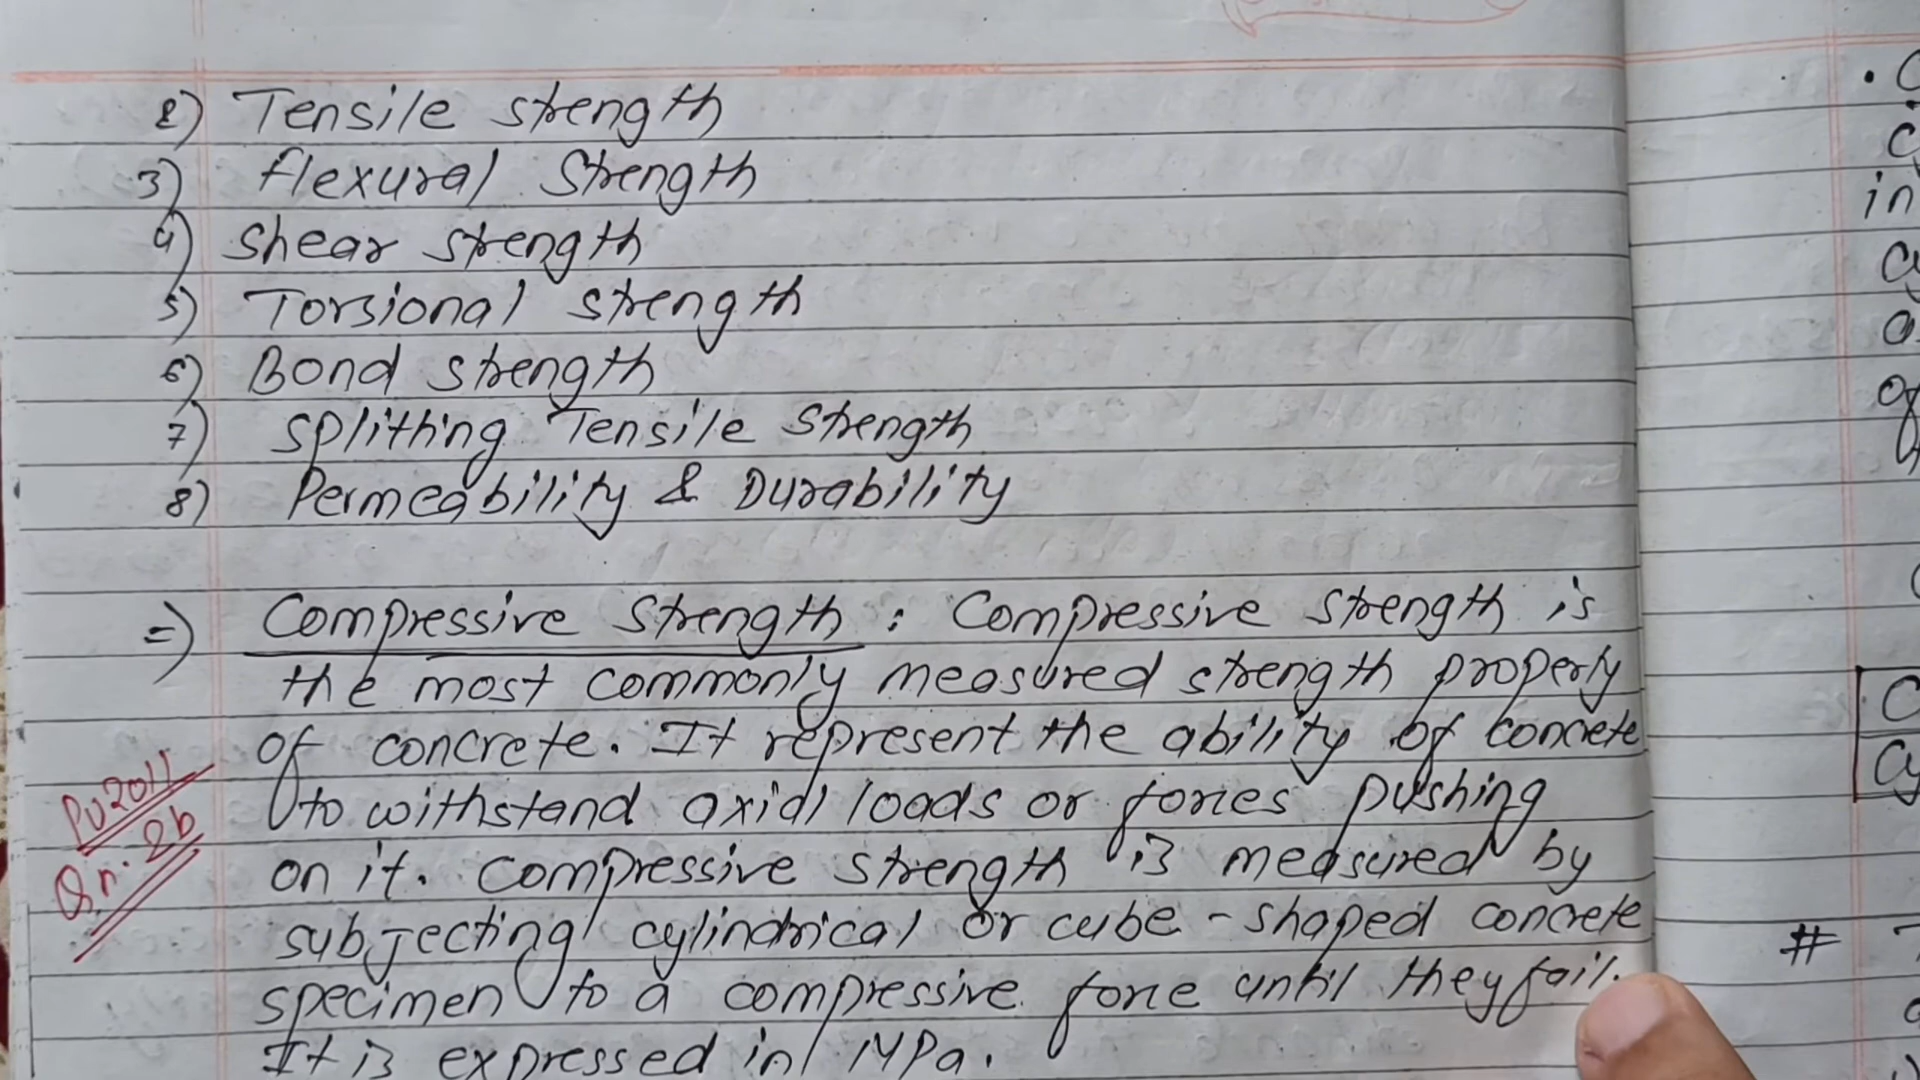 2) Tensile strength
3) flexural Strength
4) Shear strength
5) Torsional strength
6) Bond strength
7) Splitting Tensile Strength
8) Permeability & Durability
=) Compressive Strength : Compressive Strength is
the most commonly measured strength property
of concrete. It represent the ability of concrete
to withstand axial loads or forces pushing
on it. Compressive strength is measured by
subjecting cylindrical or cube-shaped concrete
specimen to a compressive force until they fail.
It is expressed in MPa.
PU2011
Qn. 2b
in
#